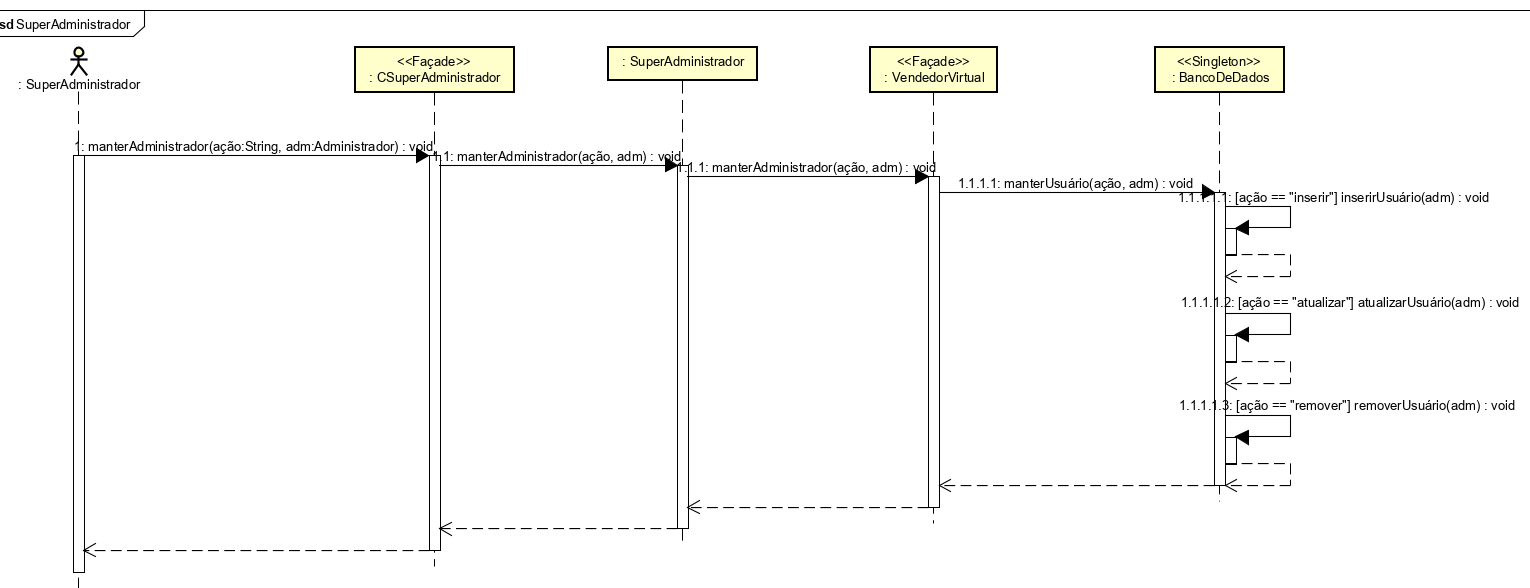 sd SuperAdministrador
: SuperAdministrador
<<Façade>>
: CSuperAdministrador
: SuperAdministrador
<<Façade>>
: VendedorVirtual
<<Singleton>>
: BancoDeDados
1: manterAdministrador(ação:String, adm:Administrador) : void
1.1: manterAdministrador(ação, adm) : void
1.1.1: manterAdministrador(ação, adm) : void
1.1.1.1: manterUsuário(ação, adm) : void
1.1.1.1.1: [ação == "inserir"] inserirUsuário(adm) : void
1.1.1.1.2: [ação == "atualizar"] atualizarUsuário(adm) : void
1.1.1.1.3: [ação == "remover"] removerUsuário(adm) : void